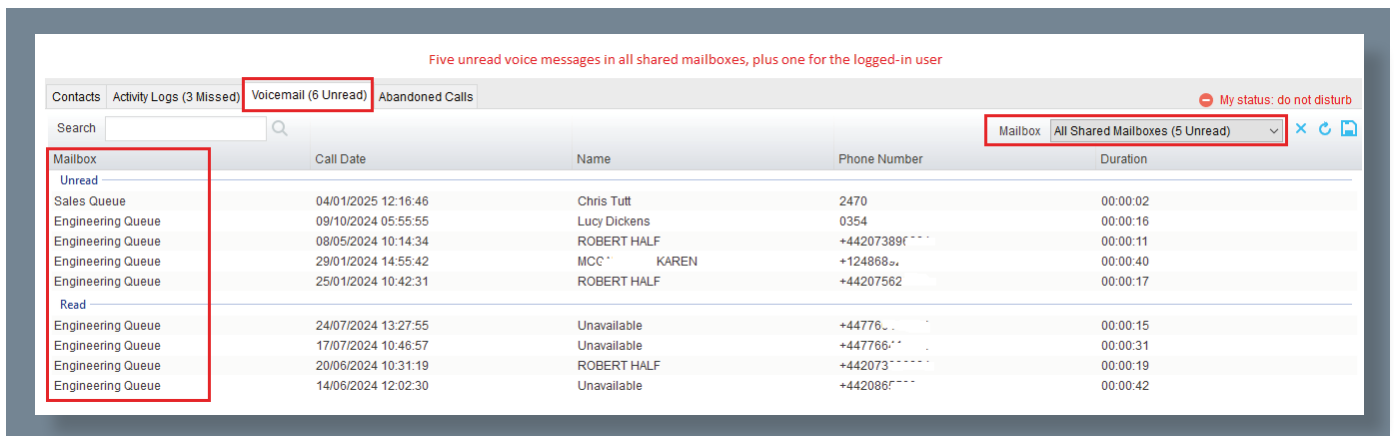 Five unread voice messages in all shared mailboxes, plus one for the logged-in user
Contacts Activity Logs (3 Missed) Voicemail (6 Unread) Abandoned Calls My status: do not disturb
Search Mailbox All Shared Mailboxes (5 Unread)
Mailbox Call Date Name Phone Number Duration
Unread
Sales Queue 04/01/2025 12:16:46 Chris Tutt 2470 00:00:02
Engineering Queue 09/10/2024 05:55:55 Lucy Dickens 0354 00:00:16
Engineering Queue 08/05/2024 10:14:34 ROBERT HALF 00:00:11
Engineering Queue 29/01/2024 14:55:42 KAREN 00:00:40
Engineering Queue 25/01/2024 10:42:31 ROBERT HALF +44207562 00:00:17
Read
Engineering Queue 24/07/2024 13:27:55 Unavailable 00:00:15
Engineering Queue 17/07/2024 10:46:57 Unavailable 00:00:31
Engineering Queue 20/06/2024 10:31:19 ROBERT HALF 00:00:19
Engineering Queue 14/06/2024 12:02:30 Unavailable 00:00:42